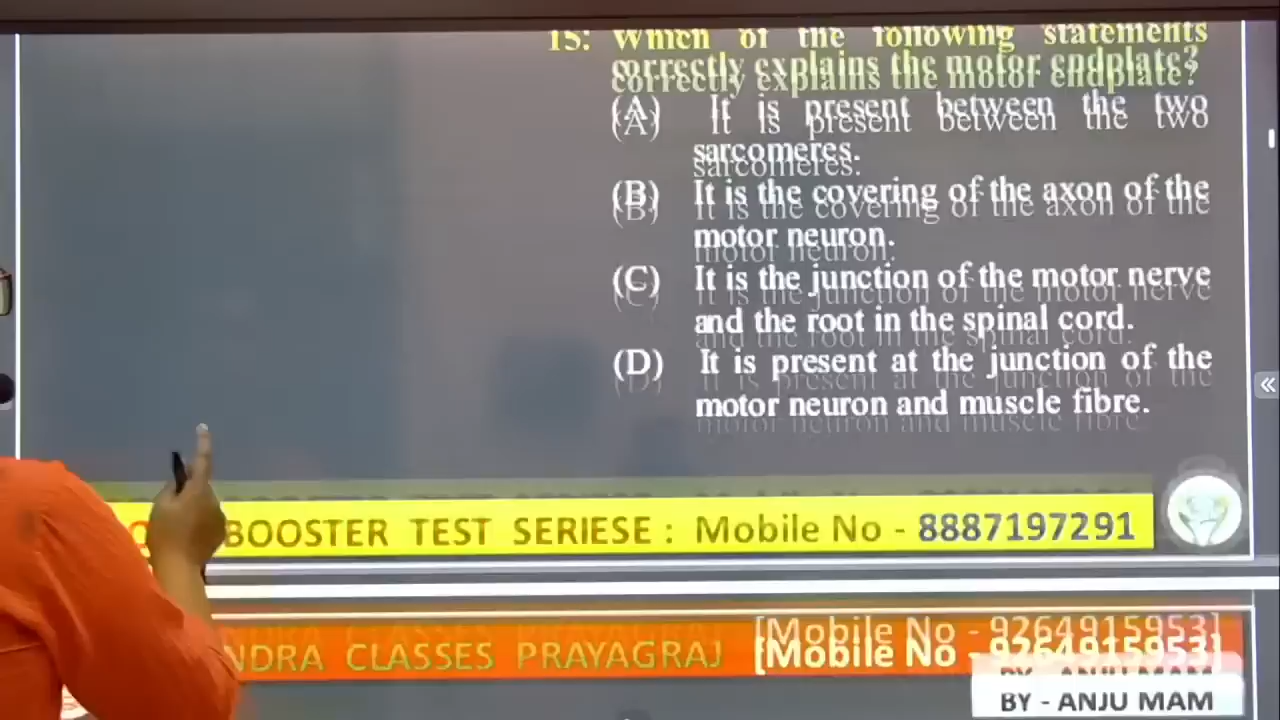 15: Which of the following statements
correctly explains the motor endplate?
(A) It is present between the two
sarcomeres.
(B) It is the covering of the axon of the
motor neuron.
(C) It is the junction of the motor nerve
and the root in the spinal cord.
(D) It is present at the junction of the
motor neuron and muscle fibre.
BOOSTER TEST SERIESE : Mobile No - 8887197291
NDRA CLASSES PRAYAGRAJ [Mobile No - 9264915953]
BY - ANJU MAM